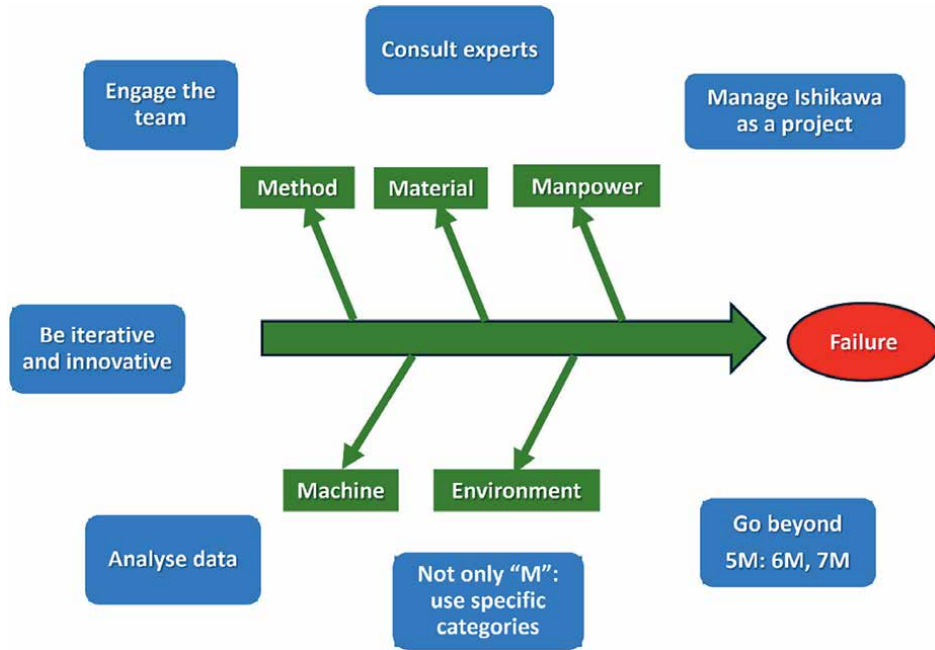 Consult experts
Engage the
team
Manage Ishikawa
as a project
Method
Material
Manpower
Be iterative
and innovative
Failure
Machine
Environment
Analyse data
Go beyond
5M: 6M, 7M
Not only “M”:
use specific
categories